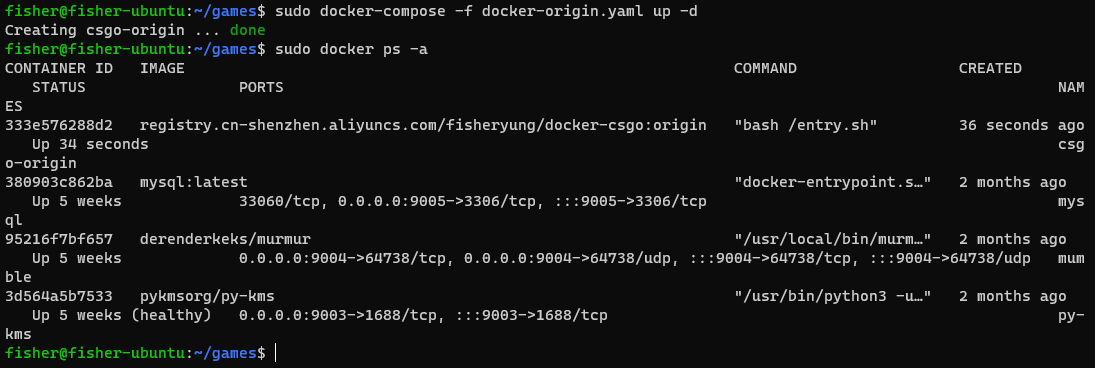 fisher@fisher-ubuntu:~/games$ sudo docker-compose -f docker-origin.yaml up -d
Creating csgo-origin ... done
fisher@fisher-ubuntu:~/games$ sudo docker ps -a
CONTAINER ID   IMAGE                                                              COMMAND                  CREATED
   STATUS                 PORTS                                                                                      NAM
ES
333e576288d2   registry.cn-shenzhen.aliyuncs.com/fisheryung/docker-csgo:origin   "bash /entry.sh"         36 seconds ago
   Up 34 seconds                                                                                                     csg
o-origin
380903c862ba   mysql:latest                                                      "docker-entrypoint.s…"   2 months ago
   Up 5 weeks             33060/tcp, 0.0.0.0:9005->3306/tcp, :::9005->3306/tcp                                       mys
ql
95216f7bf657   derenderkeks/murmur                                               "/usr/local/bin/murm…"   2 months ago
   Up 5 weeks             0.0.0.0:9004->64738/tcp, 0.0.0.0:9004->64738/udp, :::9004->64738/tcp, :::9004->64738/udp   mum
ble
3d564a5b7533   pykmsorg/py-kms                                                   "/usr/bin/python3 -u…"   2 months ago
   Up 5 weeks (healthy)   0.0.0.0:9003->1688/tcp, :::9003->1688/tcp                                                  py-
kms
fisher@fisher-ubuntu:~/games$